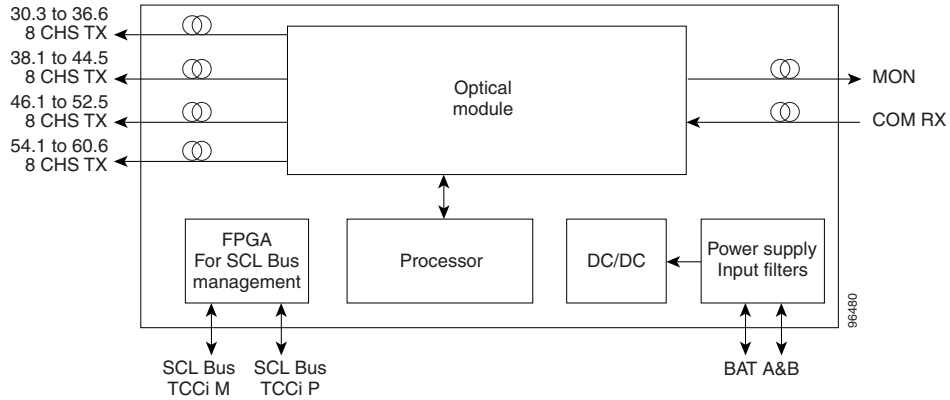 30.3 to 36.6
8 CHS TX
38.1 to 44.5
8 CHS TX
46.1 to 52.5
8 CHS TX
54.1 to 60.6
8 CHS TX
Optical
module
MON
COM RX
FPGA
For SCL Bus
management
Processor
DC/DC
Power supply
Input filters
SCL Bus
TCCi M
SCL Bus
TCCi P
BAT A&B
96480